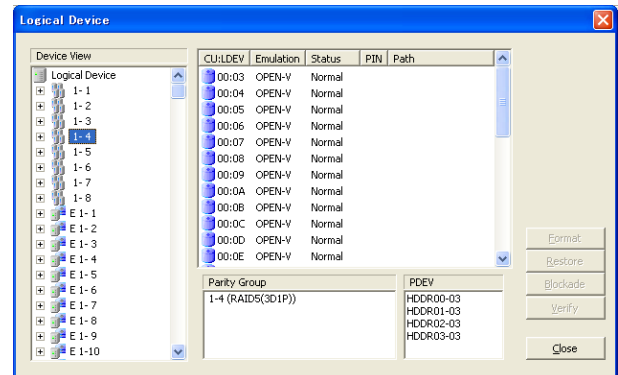 Logical Device
Device View
Logical Device
1- 1
1- 2
1- 3
1- 4
1- 5
1- 6
1- 7
1- 8
E 1- 1
E 1- 2
E 1- 3
E 1- 4
E 1- 5
E 1- 6
E 1- 7
E 1- 8
E 1- 9
E 1-10
CU:LDEV Emulation Status PIN Path
00:03 OPEN-V Normal
00:04 OPEN-V Normal
00:05 OPEN-V Normal
00:06 OPEN-V Normal
00:07 OPEN-V Normal
00:08 OPEN-V Normal
00:09 OPEN-V Normal
00:0A OPEN-V Normal
00:0B OPEN-V Normal
00:0C OPEN-V Normal
00:0D OPEN-V Normal
00:0E OPEN-V Normal
Parity Group
1-4 (RAID5(3D1P))
PDEV
HDDR00-03
HDDR01-03
HDDR02-03
HDDR03-03
Format
Restore
Blockade
Verify
Close